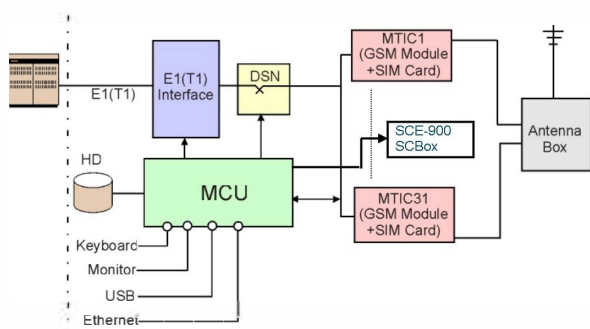 MTIC1
(GSM Module
+SIM Card)
E1(T1)
Interface
DSN
E1(T1)
SCE-900
SCBox
Antenna
Box
HD
MCU
MTIC31
(GSM Module
+SIM Card)
Keyboard
Monitor
USB
Ethernet